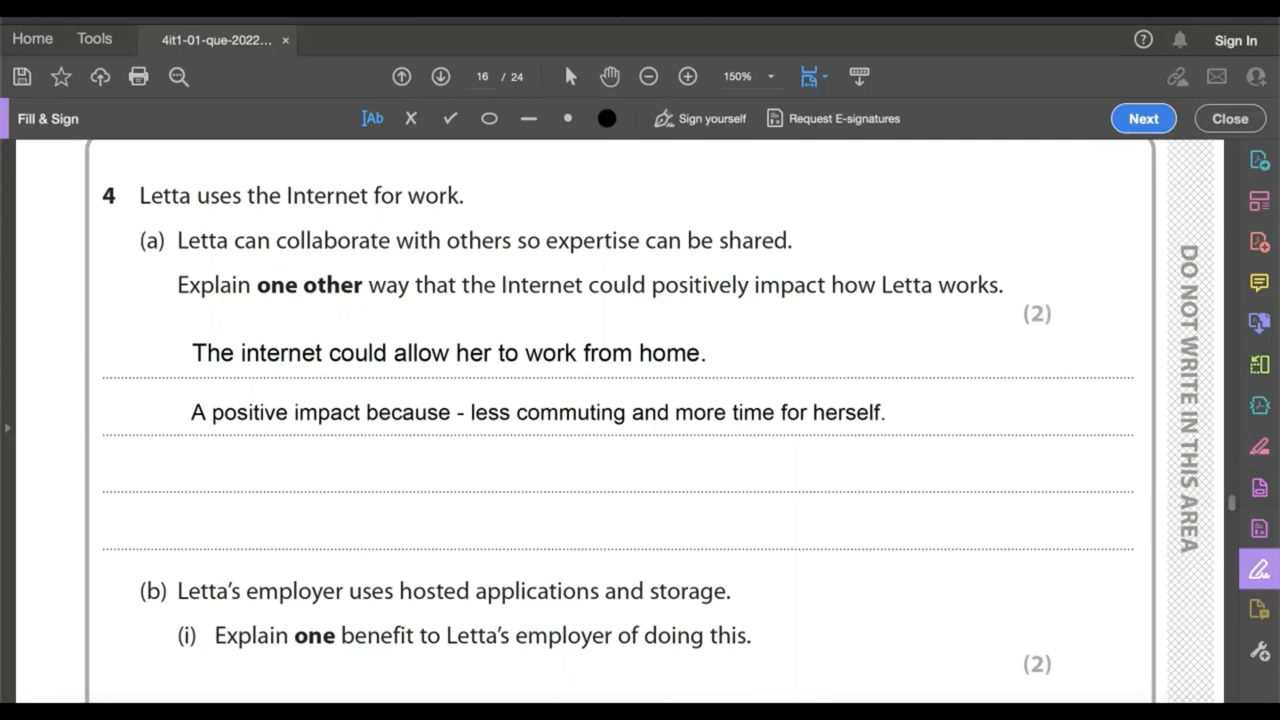 Home Tools 4it1-01-que-2022... × Sign In
16 / 24 150%
Fill & Sign Ab Sign yourself Request E-signatures Next Close
4 Letta uses the Internet for work.
(a) Letta can collaborate with others so expertise can be shared.
Explain one other way that the Internet could positively impact how Letta works.
(2)
The internet could allow her to work from home.
A positive impact because - less commuting and more time for herself.
(b) Letta's employer uses hosted applications and storage.
(i) Explain one benefit to Letta's employer of doing this.
(2)
DO NOT WRITE IN THIS AREA